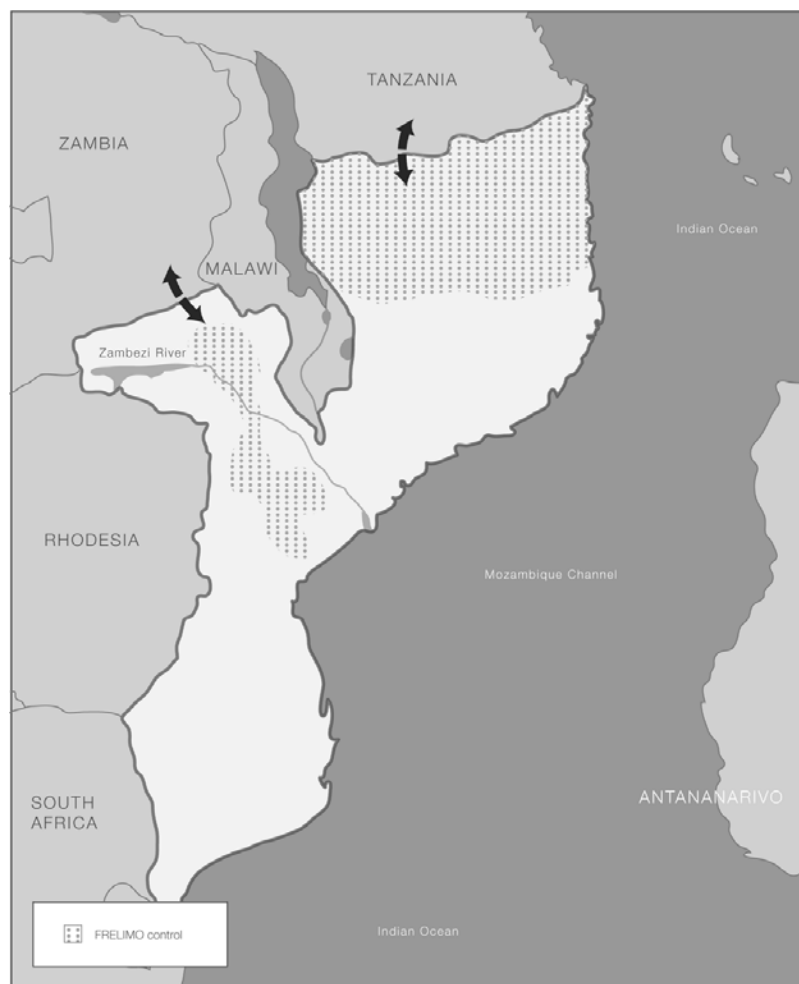 TANZANIA
ZAMBIA
Indian Ocean
MALAWI
Zambezi River
RHODESIA
Mozambique Channel
ANTANANARIVO
SOUTH
AFRICA
FRELIMO control
Indian Ocean